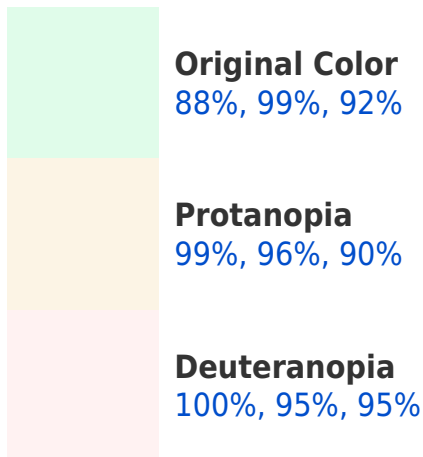 Original Color
88%, 99%, 92%
Protanopia
99%, 96%, 90%
Deuteranopia
100%, 95%, 95%